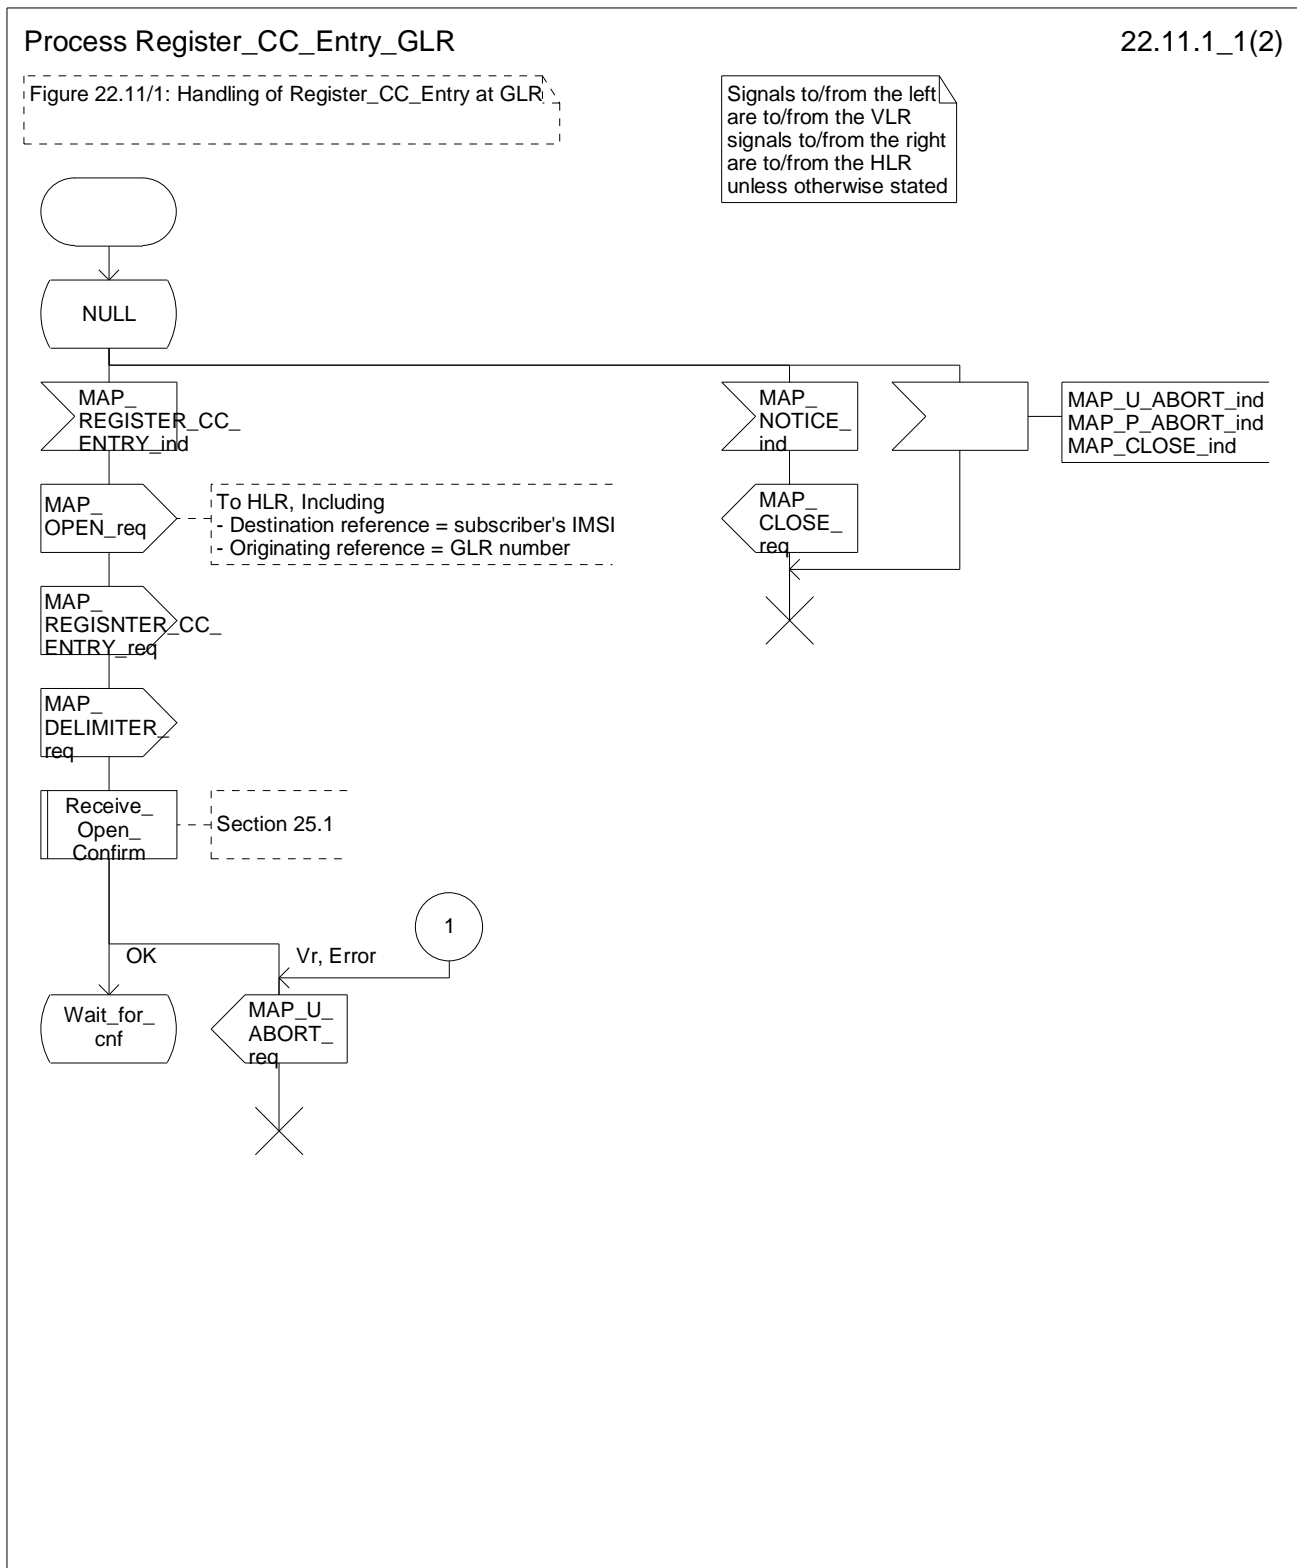 Process Register_CC_Entry_GLR
22.11.1_1(2)
Figure 22.11/1: Handling of Register_CC_Entry at GLR
Signals to/from the left
are to/from the VLR
signals to/from the right
are to/from the HLR
unless otherwise stated
NULL
MAP_
REGISTER_CC_
ENTRY_ind
MAP_
NOTICE_
ind
MAP_U_ABORT_ind
MAP_P_ABORT_ind
MAP_CLOSE_ind
MAP_
OPEN_req
To HLR, Including
- Destination reference = subscriber's IMSI
- Originating reference = GLR number
MAP_
CLOSE_
req
MAP_
REGISNTER_CC_
ENTRY_req
MAP_
DELIMITER_
req
Receive_
Open_
Confirm
Section 25.1
1
OK
Vr, Error
Wait_for_
cnf
MAP_U_
ABORT_
req